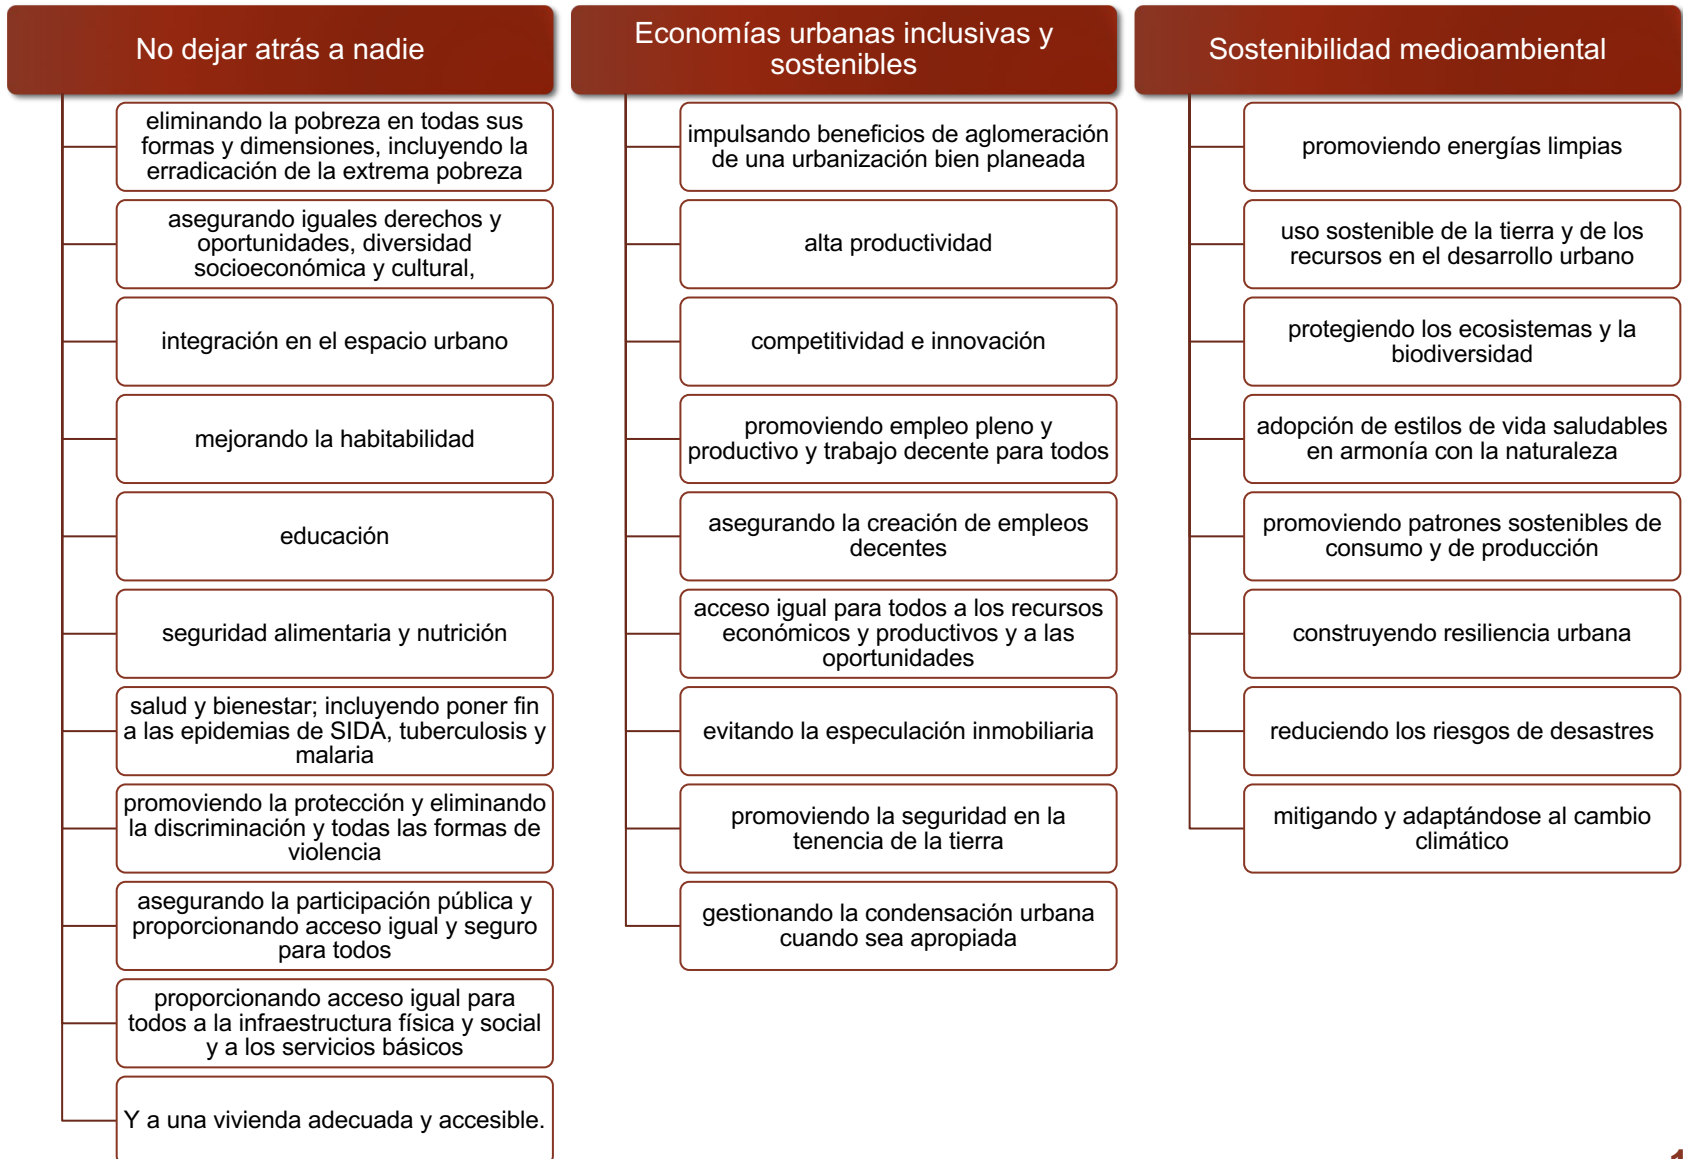 No dejar atrás a nadie
eliminando la pobreza en todas sus
formas y dimensiones, incluyendo la
erradicación de la extrema pobreza
asegurando iguales derechos y
oportunidades, diversidad
socioeconómica y cultural,
integración en el espacio urbano
mejorando la habitabilidad
educación
seguridad alimentaria y nutrición
salud y bienestar; incluyendo poner fin
a las epidemias de SIDA, tuberculosis y
malaria
promoviendo la protección y eliminando
la discriminación y todas las formas de
violencia
asegurando la participación pública y
proporcionando acceso igual y seguro
para todos
proporcionando acceso igual para
todos a la infraestructura física y social
y a los servicios básicos
Y a una vivienda adecuada y accesible.
Economías urbanas inclusivas y
sostenibles
impulsando beneficios de aglomeración
de una urbanización bien planeada
alta productividad
competitividad e innovación
promoviendo empleo pleno y
productivo y trabajo decente para todos
asegurando la creación de empleos
decentes
acceso igual para todos a los recursos
económicos y productivos y a las
oportunidades
evitando la especulación inmobiliaria
promoviendo la seguridad en la
tenencia de la tierra
gestionando la condensación urbana
cuando sea apropiada
Sostenibilidad medioambiental
promoviendo energías limpias
uso sostenible de la tierra y de los
recursos en el desarrollo urbano
protegiendo los ecosistemas y la
biodiversidad
adopción de estilos de vida saludables
en armonía con la naturaleza
promoviendo patrones sostenibles de
consumo y de producción
construyendo resiliencia urbana
reduciendo los riesgos de desastres
mitigando y adaptándose al cambio
climático